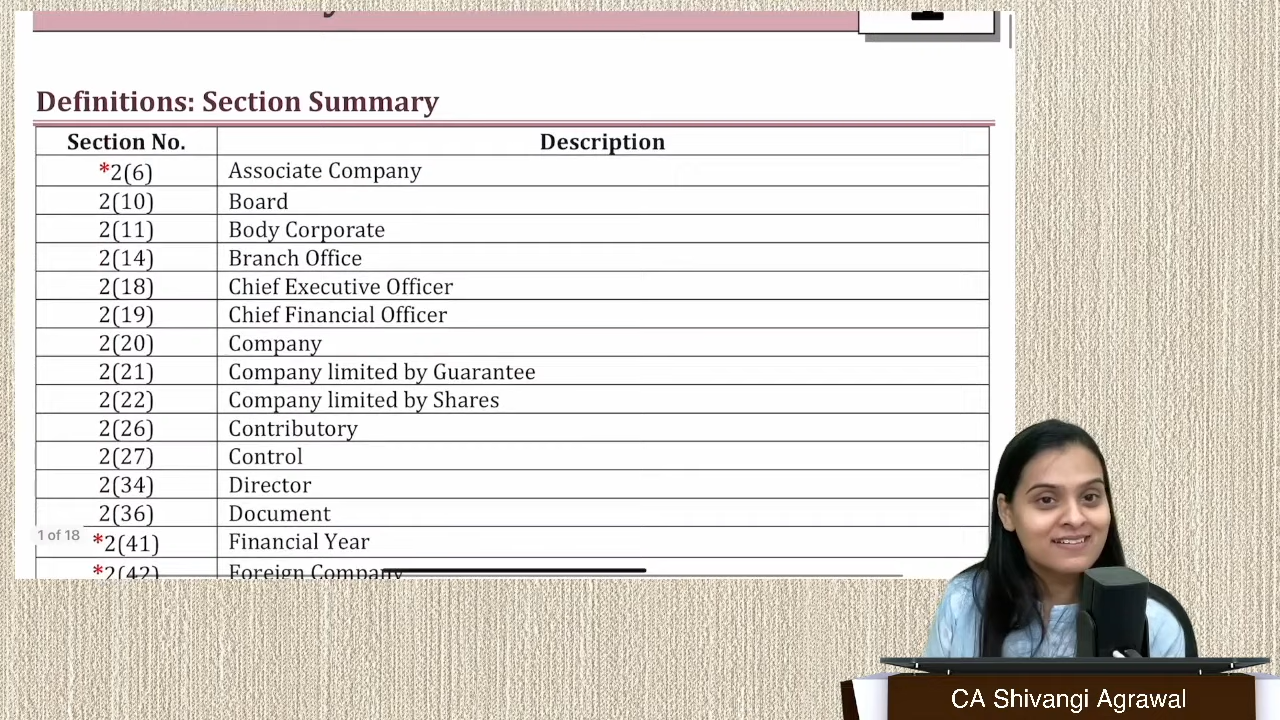 Definitions: Section Summary
Section No. Description
*2(6) Associate Company
2(10) Board
2(11) Body Corporate
2(14) Branch Office
2(18) Chief Executive Officer
2(19) Chief Financial Officer
2(20) Company
2(21) Company limited by Guarantee
2(22) Company limited by Shares
2(26) Contributory
2(27) Control
2(34) Director
2(36) Document
1 of 18
*2(41) Financial Year
*2(42) Foreign Company
CA Shivangi Agrawal